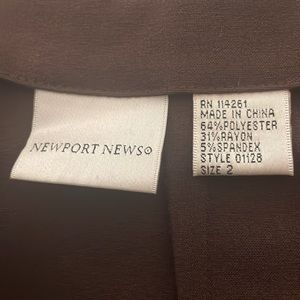 NEWPORT NEWS®
RN 114261
MADE IN CHINA
64%POLYESTER
31%RAYON
5%SPANDEX
STYLE 01128
SIZE 2